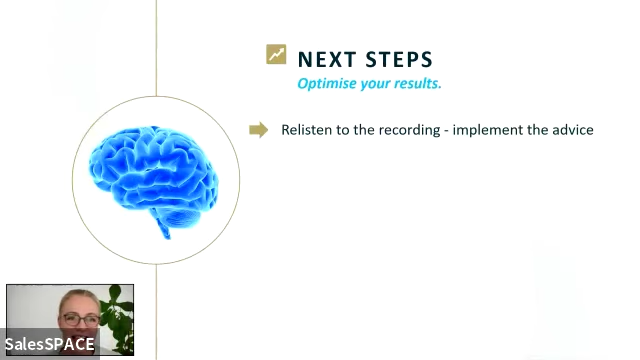 NEXT STEPS
Optimise your results.
Relisten to the recording - implement the advice
SalesSPACE